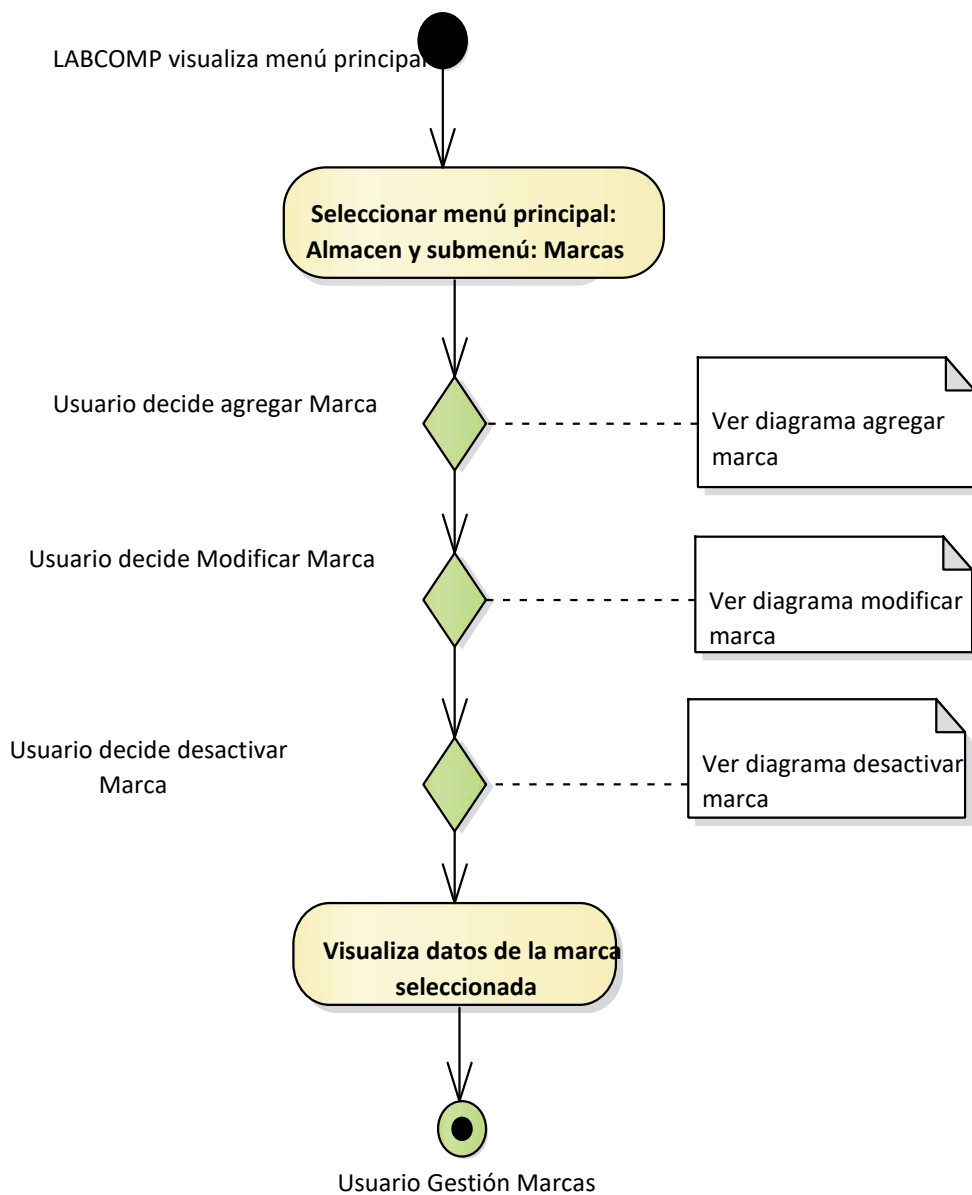 LABCOMP visualiza menú principal
Seleccionar menú principal:
Almacen y submenú: Marcas
Usuario decide agregar Marca
Ver diagrama agregar
marca
Usuario decide Modificar Marca
Ver diagrama modificar
marca
Usuario decide desactivar
Marca
Ver diagrama desactivar
marca
Visualiza datos de la marca
seleccionada
Usuario Gestión Marcas